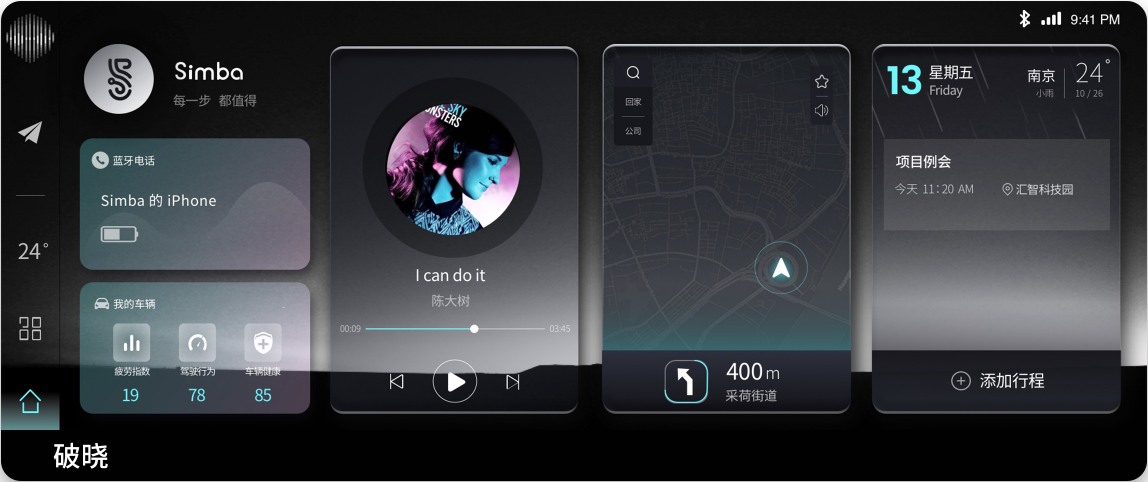 9:41 PM
24°
Simba
每一步 都值得
蓝牙电话
Simba 的 iPhone
我的车辆
疲劳指数
驾驶行为
车辆健康
19
78
85
SKY
ONSTERS
I can do it
陈大树
00:09
03:45
回家
公司
400 m
采荷街道
13
星期五
Friday
南京
小雨
24°
10 / 26
项目例会
今天 11:20 AM
汇智科技园
添加行程
破晓